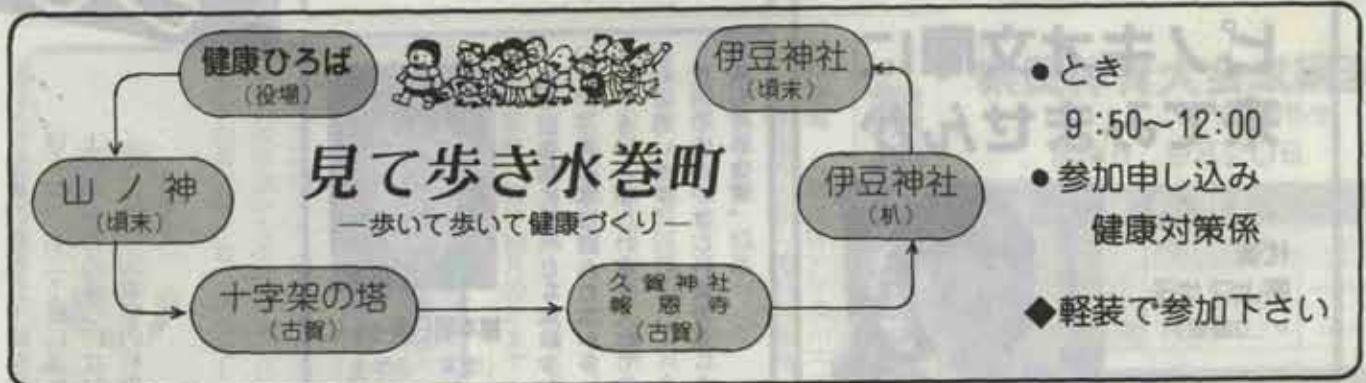 健康ひろば
(役場)
山ノ神
(頃末)
十字架の塔
(古賀)
久賀神社
報恩寺
(古賀)
伊豆神社
(朳)
伊豆神社
(頃末)
見て歩き水巻町
―歩いて歩いて健康づくり―
●とき
9:50~12:00
●参加申し込み
健康対策係
◆軽装で参加下さい